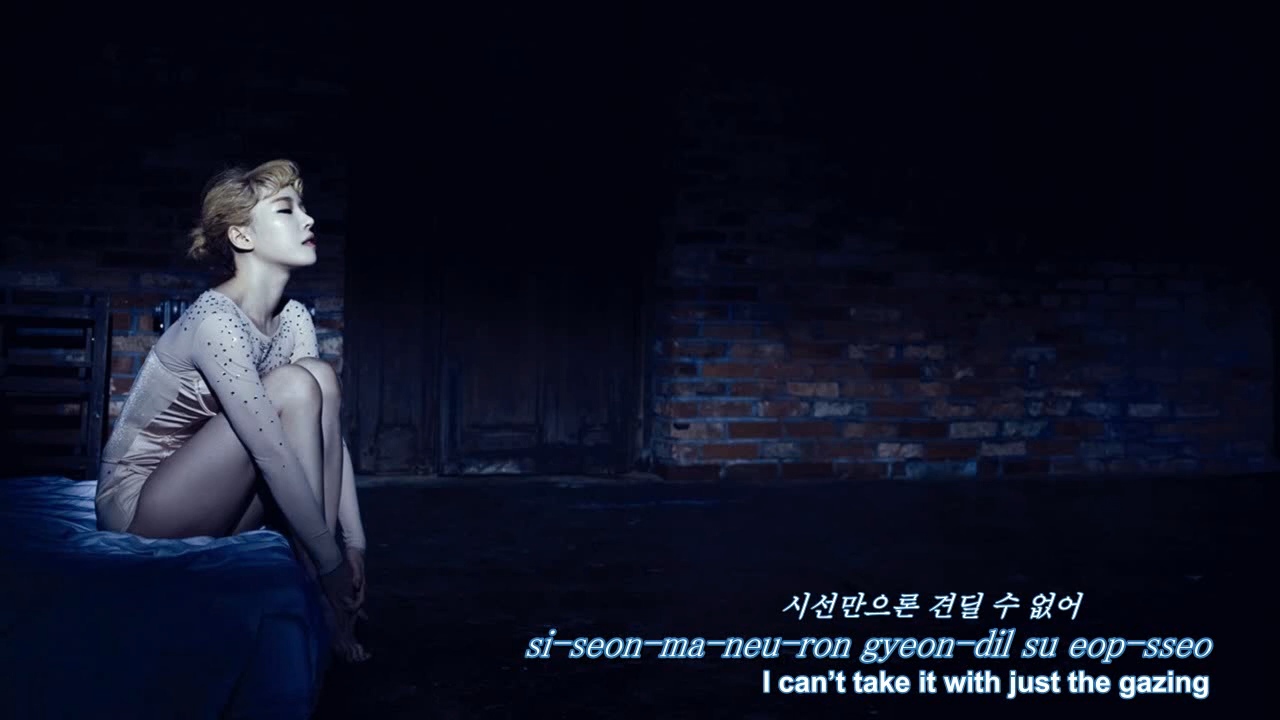 시선만으론 견딜 수 없어
si-seon-ma-neu-ron gyeon-dil su eop-sseo
I can't take it with just the gazing